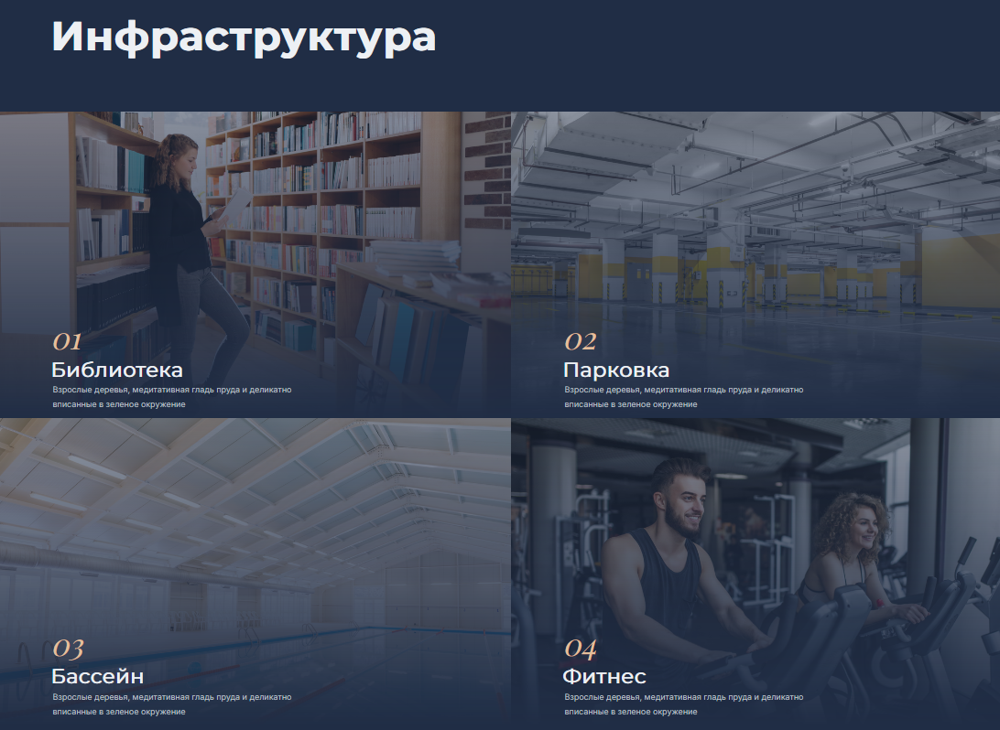 Инфраструктура
01
Библиотека
Взрослые деревья, медитативная гладь пруда и деликатно
вписанные в зеленое окружение
02
Парковка
Взрослые деревья, медитативная гладь пруда и деликатно
вписанные в зеленое окружение
03
Бассейн
Взрослые деревья, медитативная гладь пруда и деликатно
вписанные в зеленое окружение
04
Фитнес
Взрослые деревья, медитативная гладь пруда и деликатно
вписанные в зеленое окружение